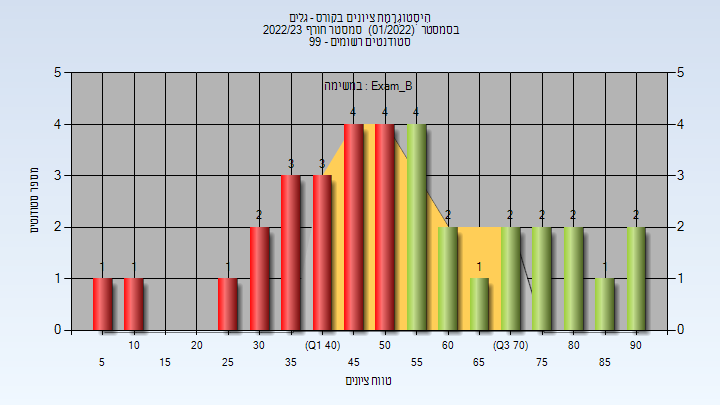 היסטוגרמת ציונים בקורס - גלים
בסמסטר (01/2022) סמסטר חורף 2022/23
סטודנטים רשומים - 99
במשימה : Exam_B
מספר סטודנטים
5 5
4 4
3 3
2 2
1 1
0 0
1 1 1 2 3 3 4 4 4 2 1 2 2 2 1 2
10 20 30 (Q1 40) 50 60 (Q3 70) 80 90
5 15 25 35 45 55 65 75 85
טווח ציונים